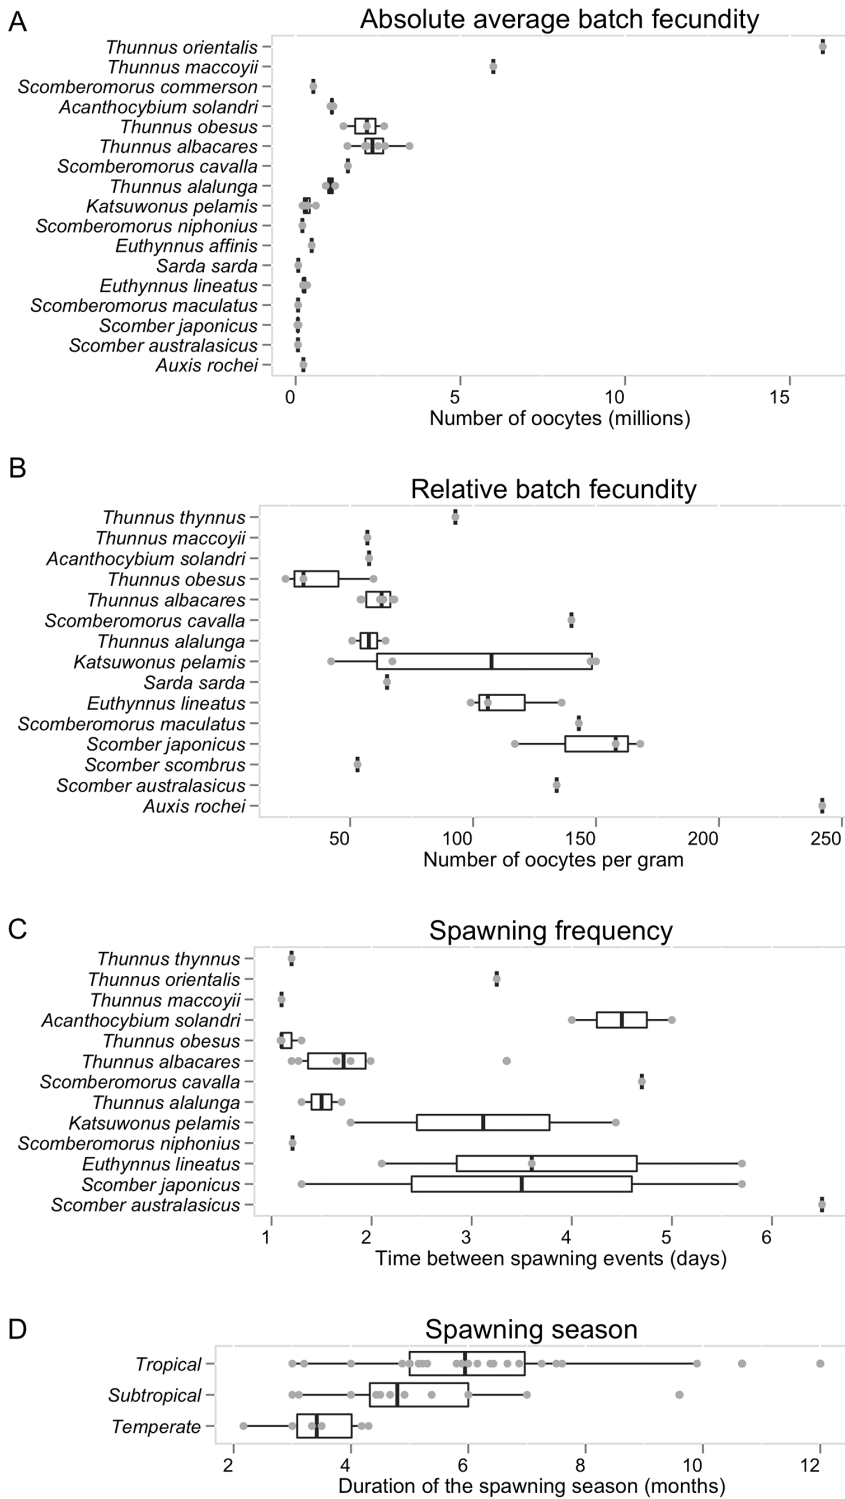 A
Absolute average batch fecundity
Thunnus orientalis
Thunnus maccoyii
Scomberomorus commerson
Acanthocybium solandri
Thunnus obesus
Thunnus albacares
Scomberomorus cavalla
Thunnus alalunga
Katsuwonus pelamis
Scomberomorus niphonius
Euthynnus affinis
Sarda sarda
Euthynnus lineatus
Scomberomorus maculatus
Scomber japonicus
Scomber australasicus
Auxis rochei
0 5 10 15
Number of oocytes (millions)
B
Relative batch fecundity
Thunnus thynnus
Thunnus maccoyii
Acanthocybium solandri
Thunnus obesus
Thunnus albacares
Scomberomorus cavalla
Thunnus alalunga
Katsuwonus pelamis
Sarda sarda
Euthynnus lineatus
Scomberomorus maculatus
Scomber japonicus
Scomber scombrus
Scomber australasicus
Auxis rochei
50 100 150 200 250
Number of oocytes per gram
C
Spawning frequency
Thunnus thynnus
Thunnus orientalis
Thunnus maccoyii
Acanthocybium solandri
Thunnus obesus
Thunnus albacares
Scomberomorus cavalla
Thunnus alalunga
Katsuwonus pelamis
Scomberomorus niphonius
Euthynnus lineatus
Scomber japonicus
Scomber australasicus
1 2 3 4 5 6
Time between spawning events (days)
D
Spawning season
Tropical
Subtropical
Temperate
2 4 6 8 10 12
Duration of the spawning season (months)